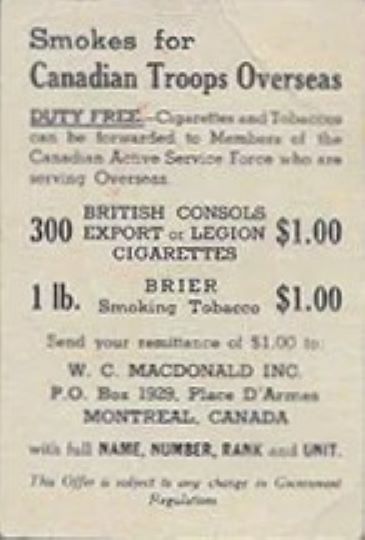 Smokes for
Canadian Troops Overseas
DUTY FREE.—Cigarettes and Tobaccos
can be forwarded to Members of the
Canadian Active Service Force who are
serving Overseas.
300 BRITISH CONSOLS EXPORT or LEGION CIGARETTES $1.00
1 lb. BRIER Smoking Tobacco $1.00
Send your remittance of $1.00 to:
W. C. MACDONALD INC.
P.O. Box 1929, Place D'Armes
MONTREAL, CANADA
with full NAME, NUMBER, RANK and UNIT.
This Offer is subject to any change in Government
Regulations